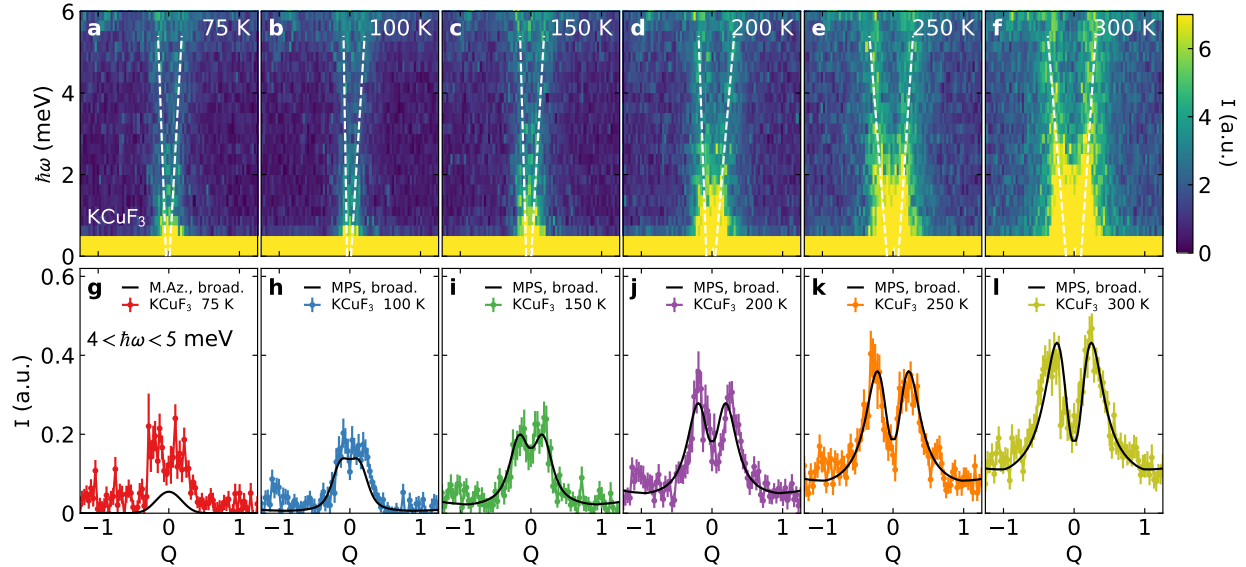 a 75 K b 100 K c 150 K d 200 K e 250 K f 300 K
6
4
2
0
ħω (meV)
KCuF₃
6
4
2
0
I (a.u.)
g M.Az., broad. h MPS, broad. i MPS, broad. j MPS, broad. k MPS, broad. l MPS, broad.
KCuF₃ 75 K KCuF₃ 100 K KCuF₃ 150 K KCuF₃ 200 K KCuF₃ 250 K KCuF₃ 300 K
4 < ħω < 5 meV
0.6
0.4
0.2
0
I (a.u.)
−1 0 1 −1 0 1 −1 0 1 −1 0 1 −1 0 1 −1 0 1
Q Q Q Q Q Q